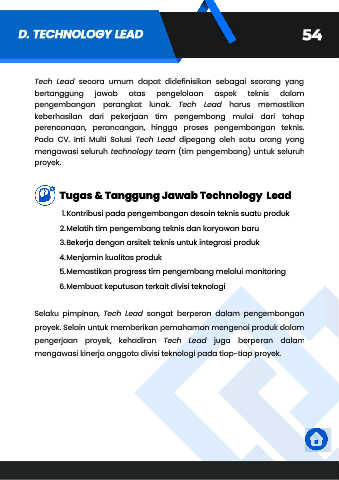 D. TECHNOLOGY LEAD
54
Tech Lead secara umum dapat didefinisikan sebagai seorang yang
bertanggung jawab atas pengelolaan aspek teknis dalam
pengembangan perangkat lunak. Tech Lead harus memastikan
keberhasilan dari pekerjaan tim pengembang mulai dari tahap
perencanaan, perancangan, hingga proses pengembangan teknis.
Pada CV. Inti Multi Solusi Tech Lead dipegang oleh satu orang yang
mengawasi seluruh technology team (tim pengembang) untuk seluruh
proyek.
Tugas & Tanggung Jawab Technology Lead
1.Kontribusi pada pengembangan desain teknis suatu produk
2.Melatih tim pengembang teknis dan karyawan baru
3.Bekerja dengan arsitek teknis untuk integrasi produk
4.Menjamin kualitas produk
5.Memastikan progress tim pengembang melalui monitoring
6.Membuat keputusan terkait divisi teknologi
Selaku pimpinan, Tech Lead sangat berperan dalam pengembangan
proyek. Selain untuk memberikan pemahaman mengenai produk dalam
pengerjaan proyek, kehadiran Tech Lead juga berperan dalam
mengawasi kinerja anggota divisi teknologi pada tiap-tiap proyek.